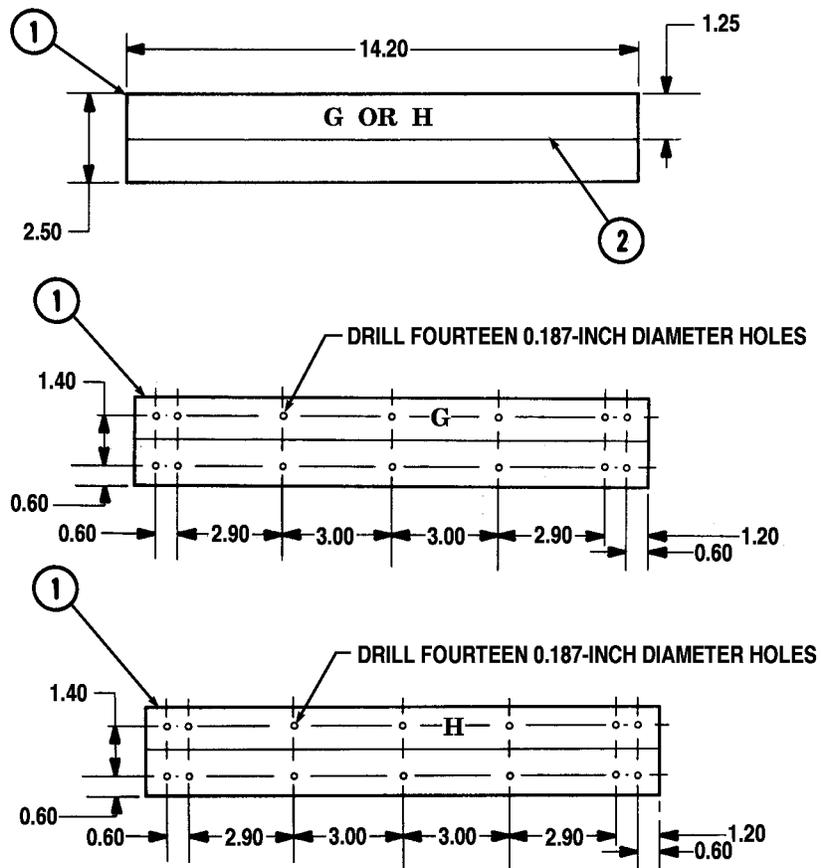 1
14.20
1.25
G OR H
2.50
2
1
DRILL FOURTEEN 0.187-INCH DIAMETER HOLES
1.40
G
0.60
0.60 2.90 3.00 3.00 2.90 1.20
0.60
1
DRILL FOURTEEN 0.187-INCH DIAMETER HOLES
1.40
H
0.60
0.60 2.90 3.00 3.00 2.90 1.20
0.60